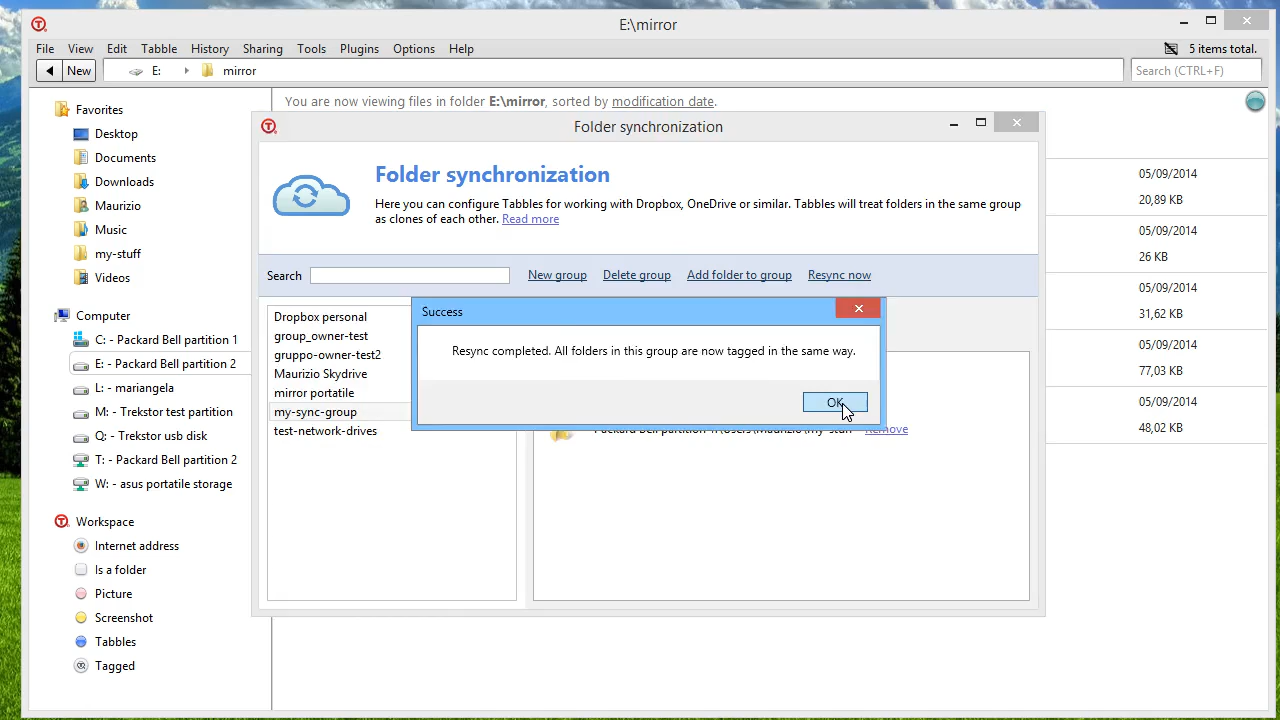 E:\mirror
File View Edit Tabble History Sharing Tools Plugins Options Help
5 items total.
New E: mirror
Search (CTRL+F)
Favorites
Desktop
Documents
Downloads
Maurizio
Music
my-stuff
Videos
Computer
C: - Packard Bell partition 1
E: - Packard Bell partition 2
L: - mariangela
M: - Trekstor test partition
Q: - Trekstor usb disk
T: - Packard Bell partition 2
W: - asus portatile storage
Workspace
Internet address
Is a folder
Picture
Screenshot
Tabbles
Tagged
You are now viewing files in folder E:\mirror, sorted by modification date.
Folder synchronization
Folder synchronization
Here you can configure Tabbles for working with Dropbox, OneDrive or similar. Tabbles will treat folders in the same group
as clones of each other. Read more
Search New group Delete group Add folder to group Resync now
Dropbox personal
group_owner-test
gruppo-owner-test2
Maurizio Skydrive
mirror portatile
my-sync-group
test-network-drives
Success
Resync completed. All folders in this group are now tagged in the same way.
OK
Remove
05/09/2014
20,89 KB
05/09/2014
26 KB
05/09/2014
31,62 KB
05/09/2014
77,03 KB
05/09/2014
48,02 KB